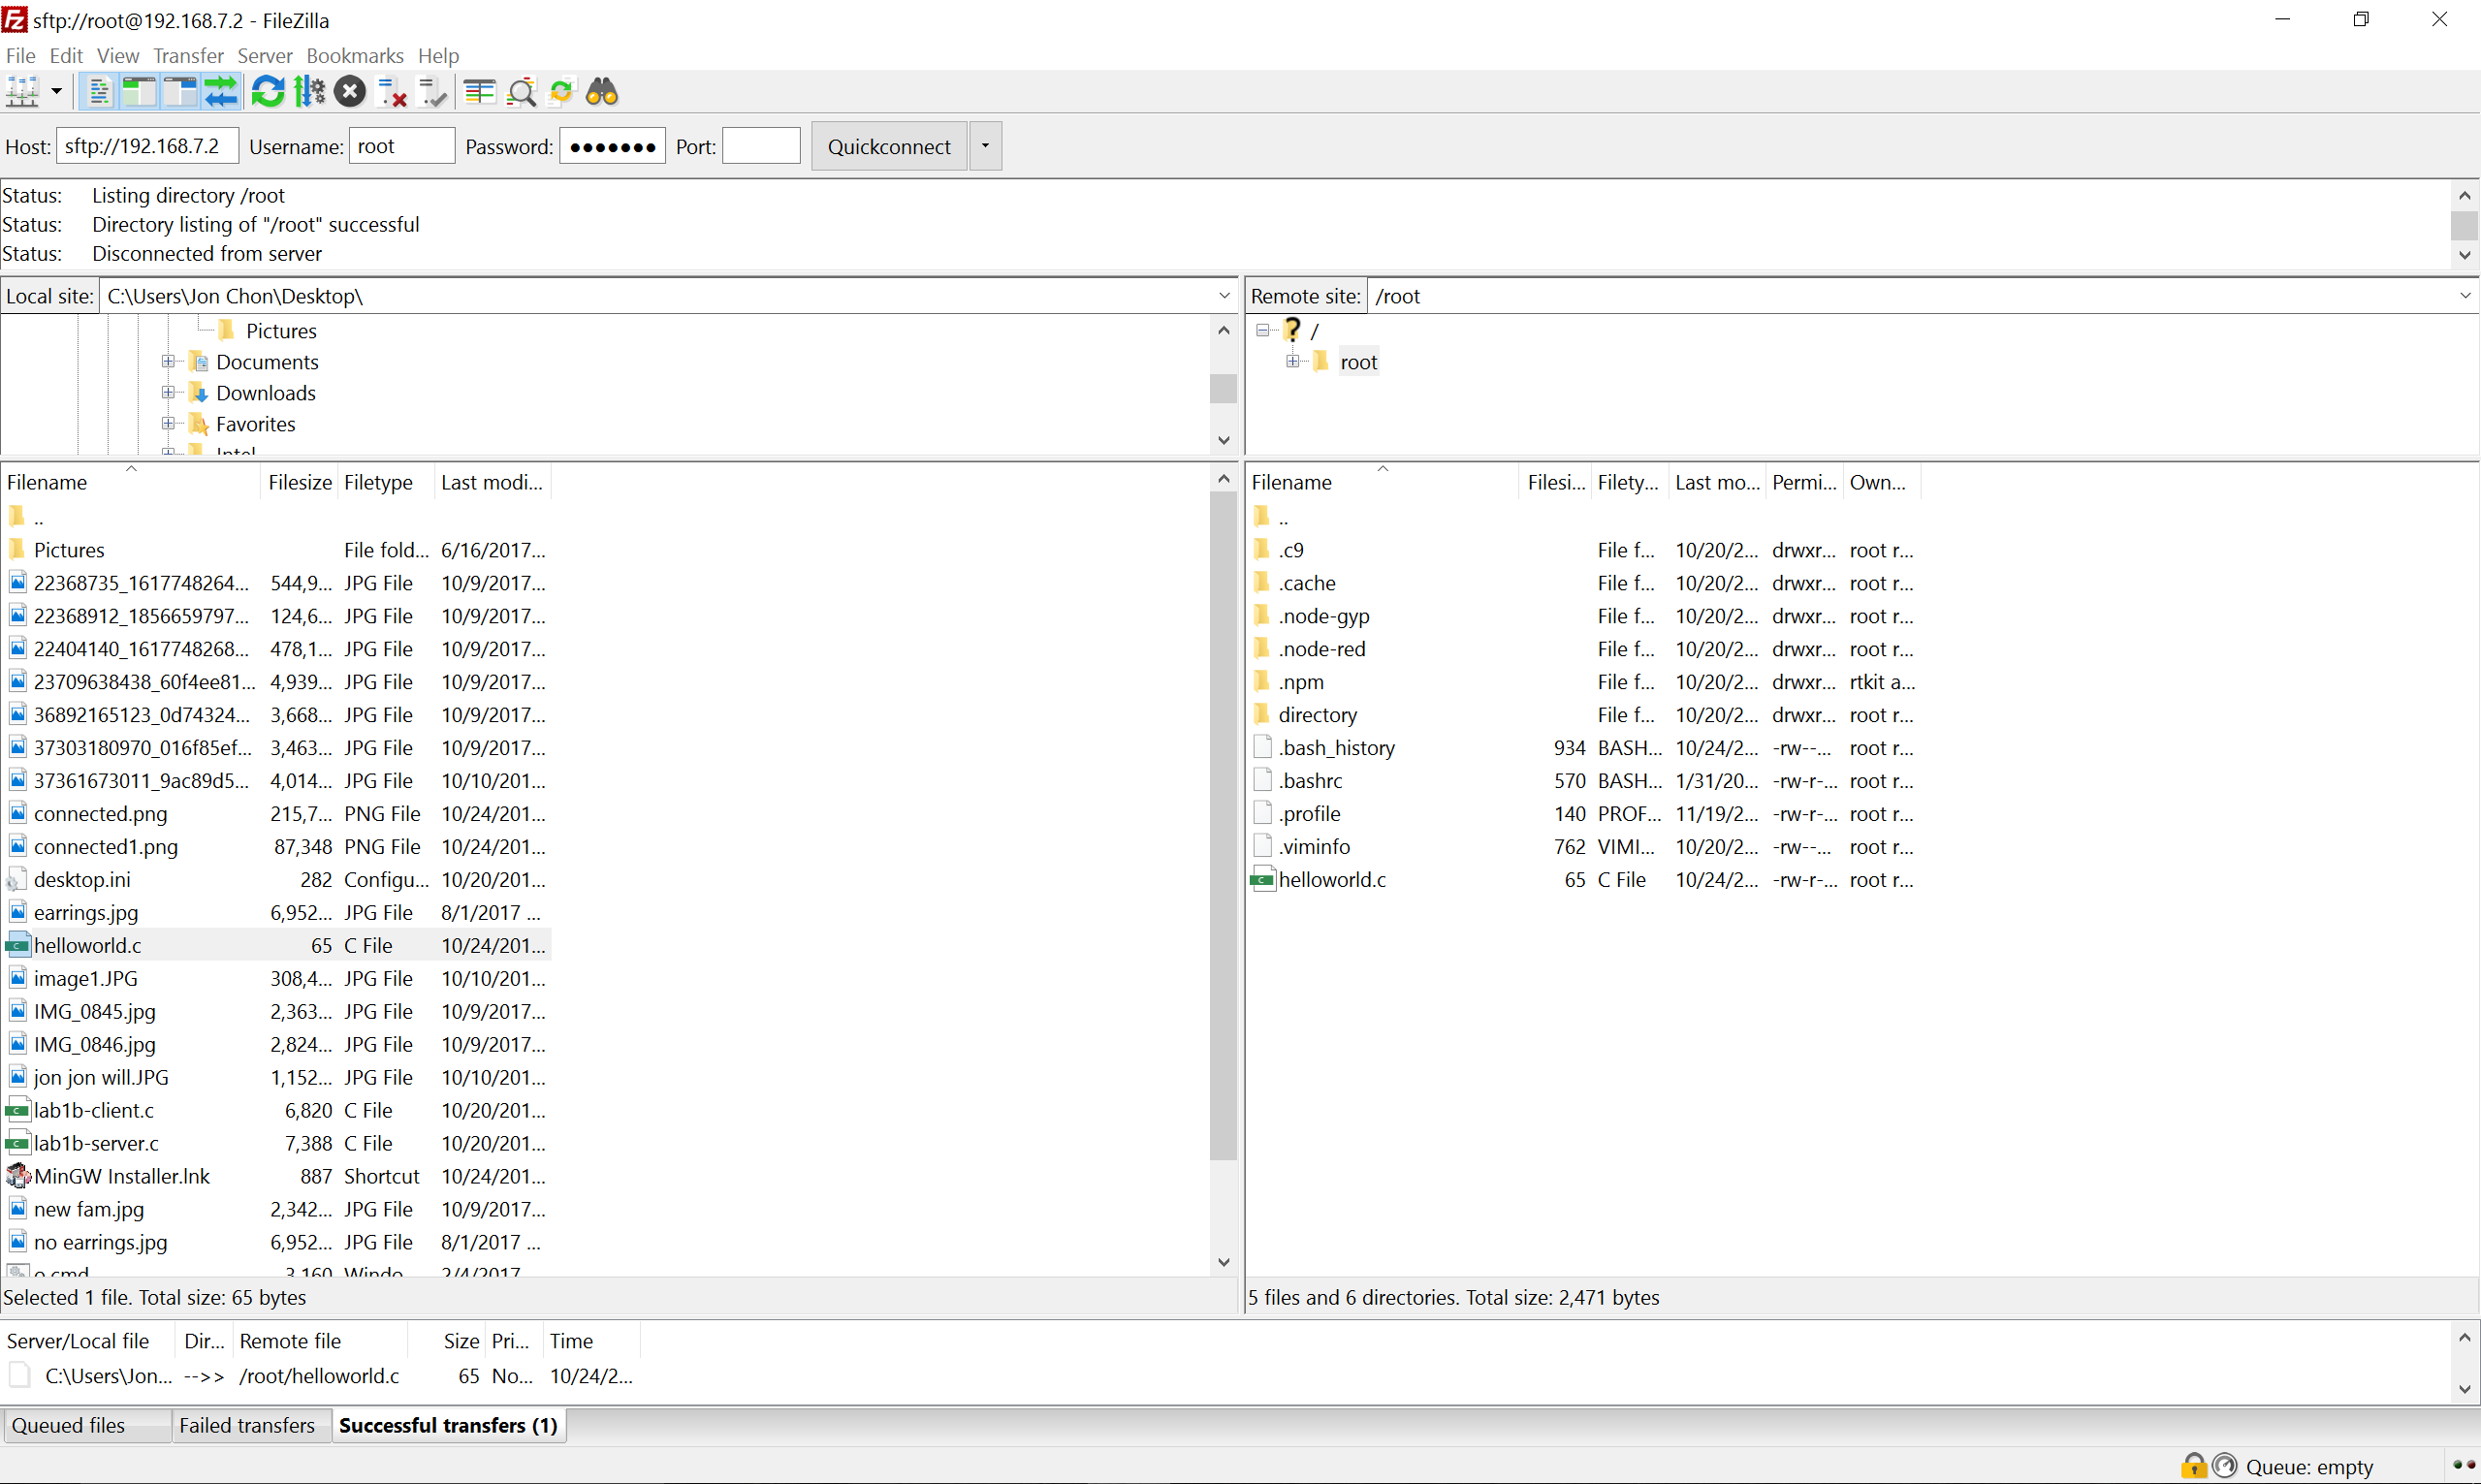 sftp://root@192.168.7.2 - FileZilla
File Edit View Transfer Server Bookmarks Help
Host: sftp://192.168.7.2 Username: root Password: ●●●●●●● Port: Quickconnect
Status: Listing directory /root
Status: Directory listing of "/root" successful
Status: Disconnected from server
Local site: C:\Users\Jon Chon\Desktop\
Pictures
Documents
Downloads
Favorites
Intel
Remote site: /root
/
root
Filename Filesize Filetype Last modi...
..
Pictures File fold... 6/16/2017...
22368735_1617748264... 544,9... JPG File 10/9/2017...
22368912_1856659797... 124,6... JPG File 10/9/2017...
22404140_1617748268... 478,1... JPG File 10/9/2017...
23709638438_60f4ee81... 4,939... JPG File 10/9/2017...
36892165123_0d74324... 3,668... JPG File 10/9/2017...
37303180970_016f85ef... 3,463... JPG File 10/9/2017...
37361673011_9ac89d5... 4,014... JPG File 10/10/201...
connected.png 215,7... PNG File 10/24/201...
connected1.png 87,348 PNG File 10/24/201...
desktop.ini 282 Configu... 10/20/201...
earrings.jpg 6,952... JPG File 8/1/2017 ...
helloworld.c 65 C File 10/24/201...
image1.JPG 308,4... JPG File 10/10/201...
IMG_0845.jpg 2,363... JPG File 10/9/2017...
IMG_0846.jpg 2,824... JPG File 10/9/2017...
jon jon will.JPG 1,152... JPG File 10/10/201...
lab1b-client.c 6,820 C File 10/20/201...
lab1b-server.c 7,388 C File 10/20/201...
MinGW Installer.lnk 887 Shortcut 10/24/201...
new fam.jpg 2,342... JPG File 10/9/2017...
no earrings.jpg 6,952... JPG File 8/1/2017 ...
o.cmd 3,160 Windo... 2/4/2017 ...
Selected 1 file. Total size: 65 bytes
Filename Filesi... Filety... Last mo... Permi... Own...
..
.c9 File f... 10/20/2... drwxr... root r...
.cache File f... 10/20/2... drwxr... root r...
.node-gyp File f... 10/20/2... drwxr... root r...
.node-red File f... 10/20/2... drwxr... root r...
.npm File f... 10/20/2... drwxr... rtkit a...
directory File f... 10/20/2... drwxr... root r...
.bash_history 934 BASH... 10/24/2... -rw--... root r...
.bashrc 570 BASH... 1/31/20... -rw-r-... root r...
.profile 140 PROF... 11/19/2... -rw-r-... root r...
.viminfo 762 VIMI... 10/20/2... -rw--... root r...
helloworld.c 65 C File 10/24/2... -rw-r-... root r...
5 files and 6 directories. Total size: 2,471 bytes
Server/Local file Dir... Remote file Size Pri... Time
C:\Users\Jon... -->> /root/helloworld.c 65 No... 10/24/2...
Queued files Failed transfers Successful transfers (1)
Queue: empty